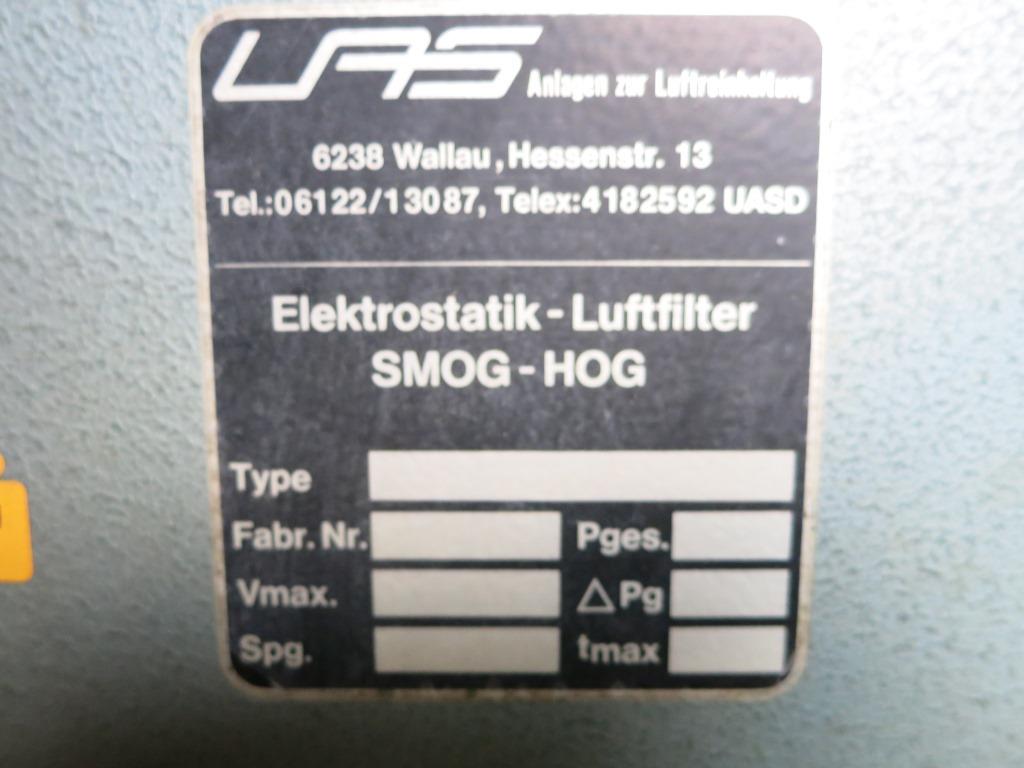 UAS Anlagen zur Luftreinhaltung
6238 Wallau, Hessenstr. 13
Tel.:06122/13087, Telex:4182592 UASD
Elektrostatik - Luftfilter
SMOG - HOG
Type
Fabr. Nr. Pges.
Vmax. △ Pg
Spg. tmax